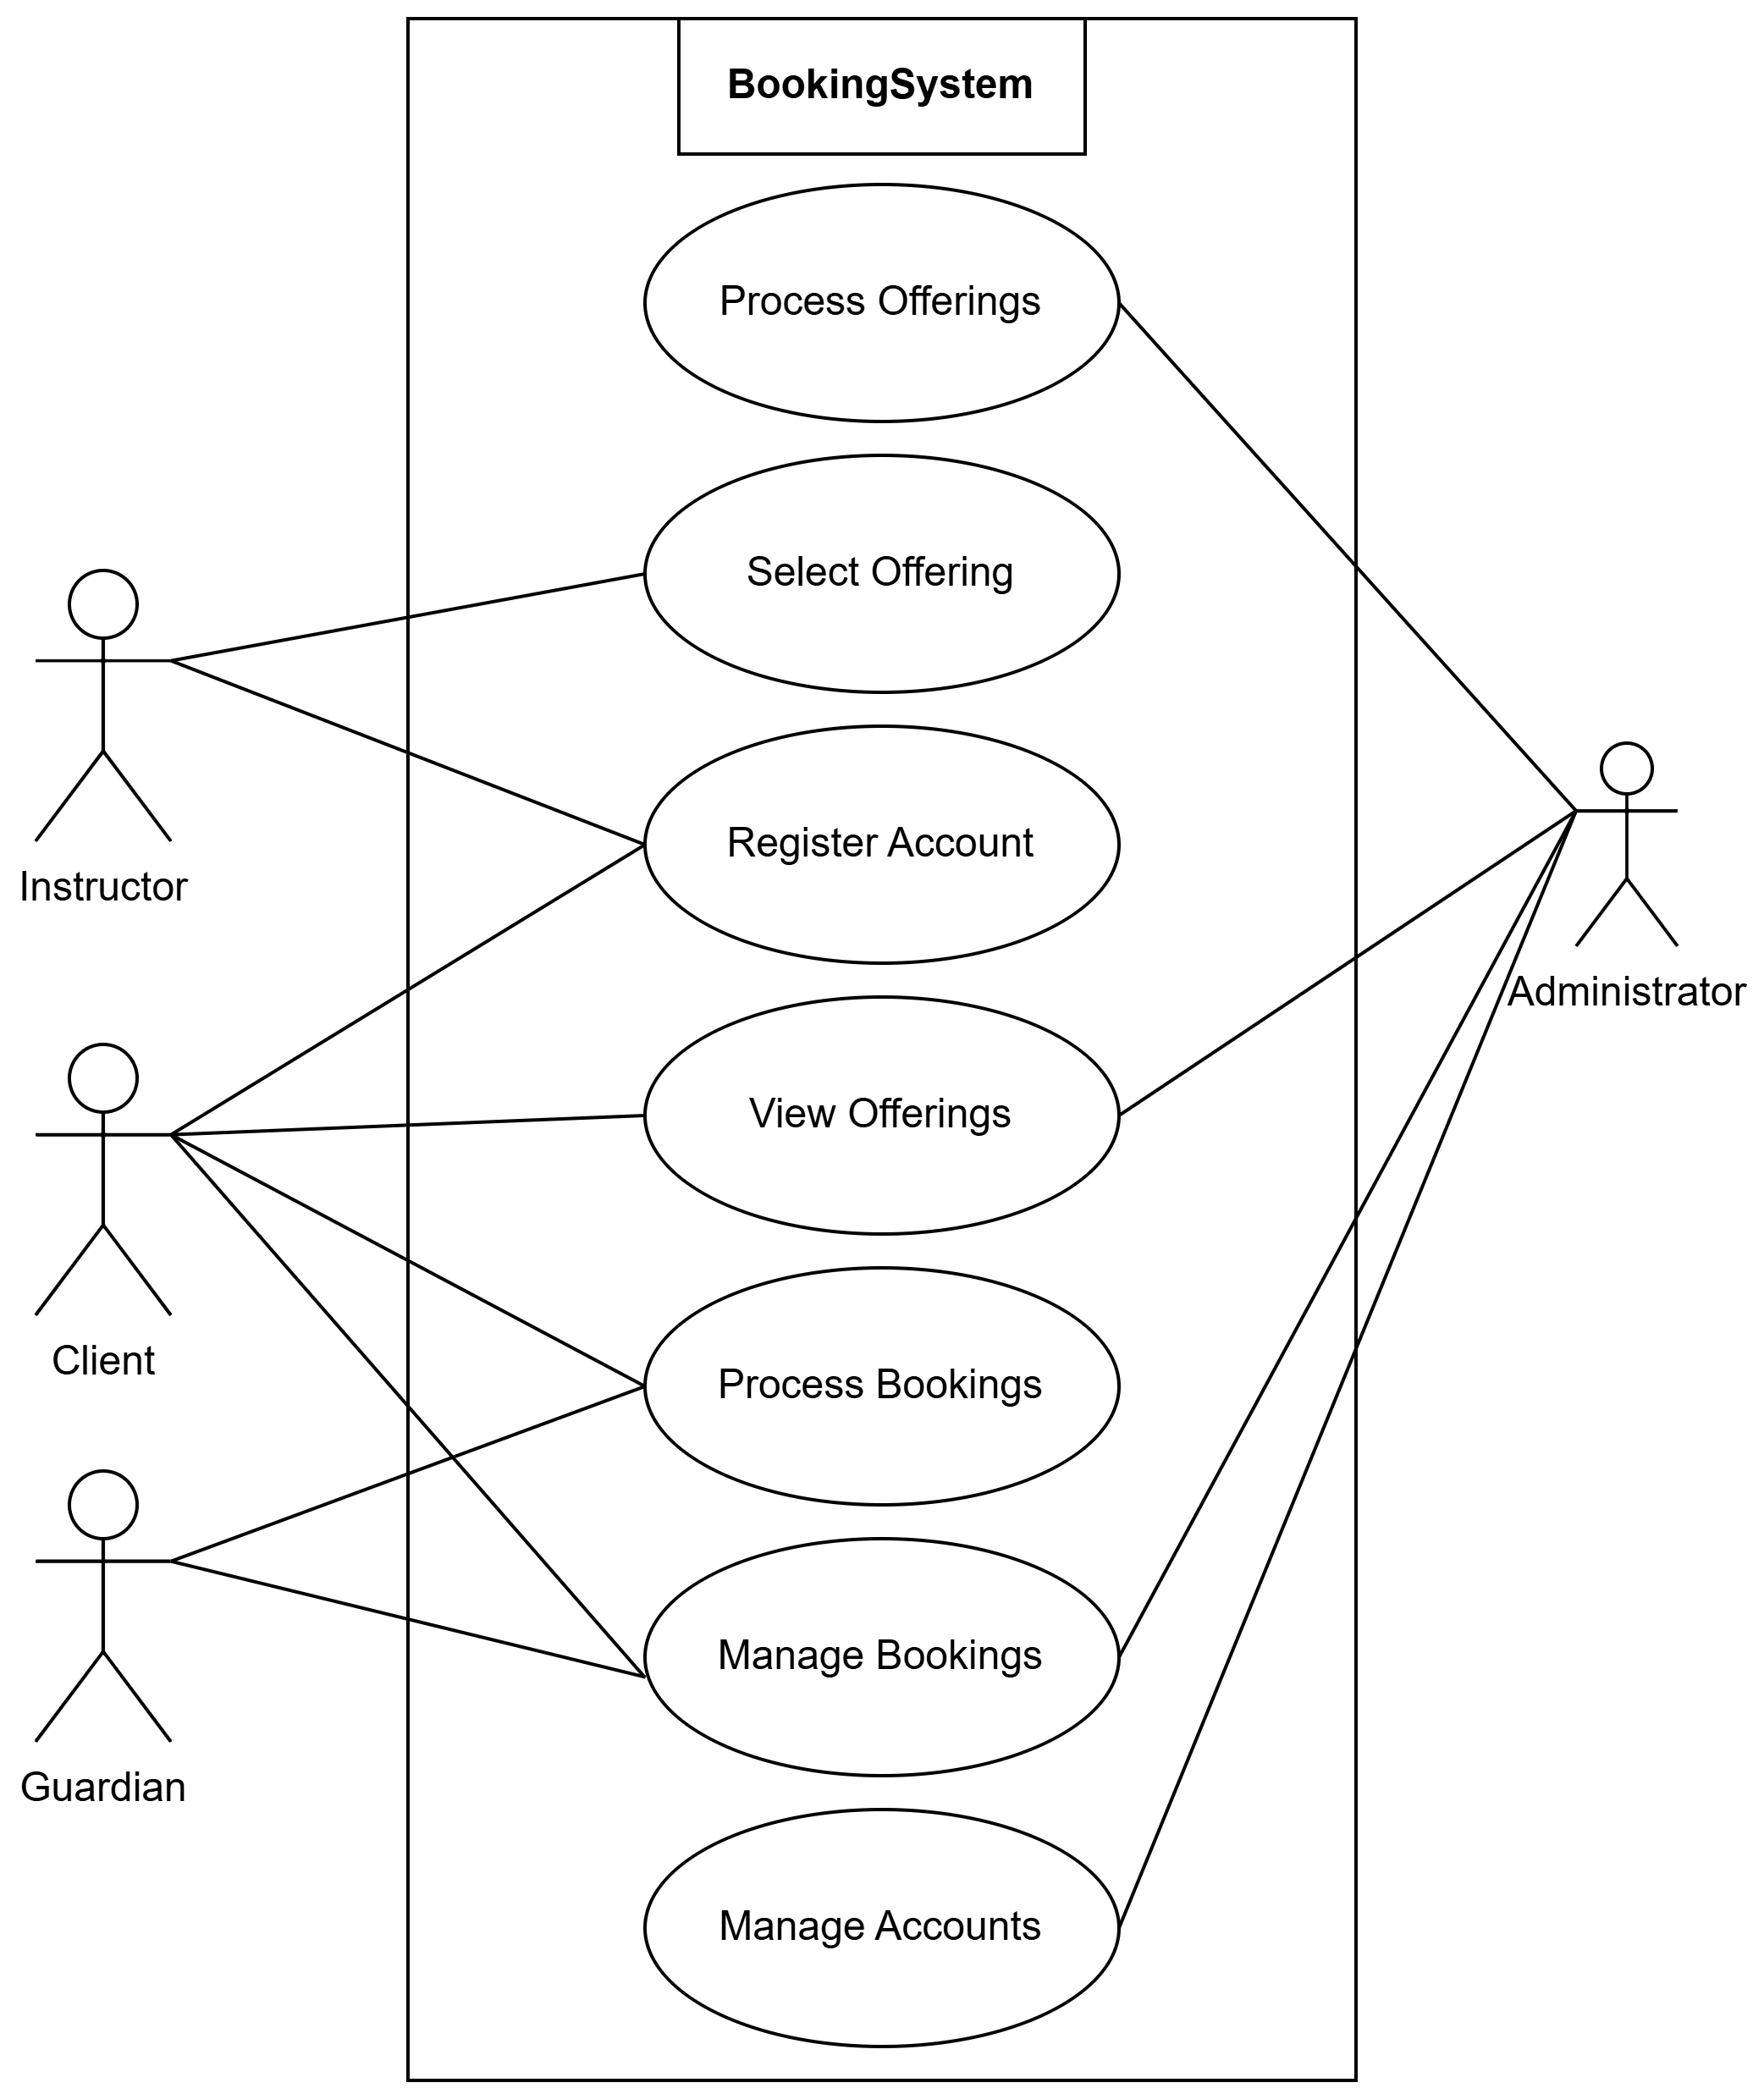 BookingSystem
Process Offerings
Select Offering
Register Account
Instructor
Administrator
View Offerings
Client
Process Bookings
Manage Bookings
Guardian
Manage Accounts